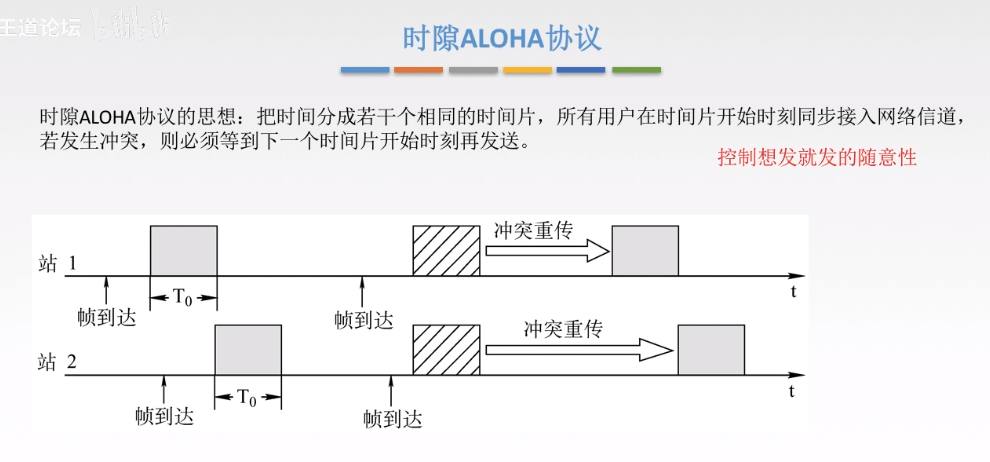 王道论坛
时隙ALOHA协议
时隙ALOHA协议的思想：把时间分成若干个相同的时间片，所有用户在时间片开始时刻同步接入网络信道，
若发生冲突，则必须等到下一个时间片开始时刻再发送。
控制想发就发的随意性
冲突重传
站 1
T₀
t
帧到达
帧到达
冲突重传
站 2
T₀
t
帧到达
帧到达